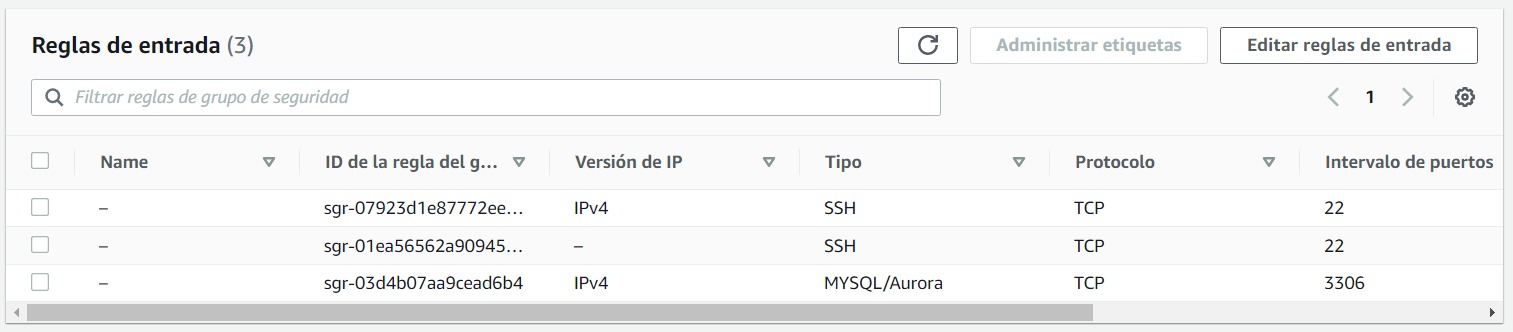 Reglas de entrada (3)
Administrar etiquetas
Editar reglas de entrada
Filtrar reglas de grupo de seguridad
1
Name ID de la regla del g... Versión de IP Tipo Protocolo Intervalo de puertos
– sgr-07923d1e87772ee... IPv4 SSH TCP 22
– sgr-01ea56562a90945... – SSH TCP 22
– sgr-03d4b07aa9cead6b4 IPv4 MYSQL/Aurora TCP 3306